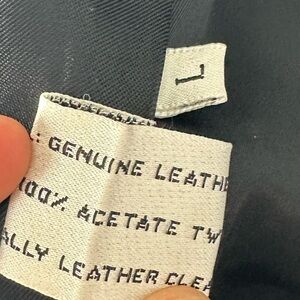 L
: GENUINE LEATHE
100% ACETATE TW
ALLY LEATHER CLEA